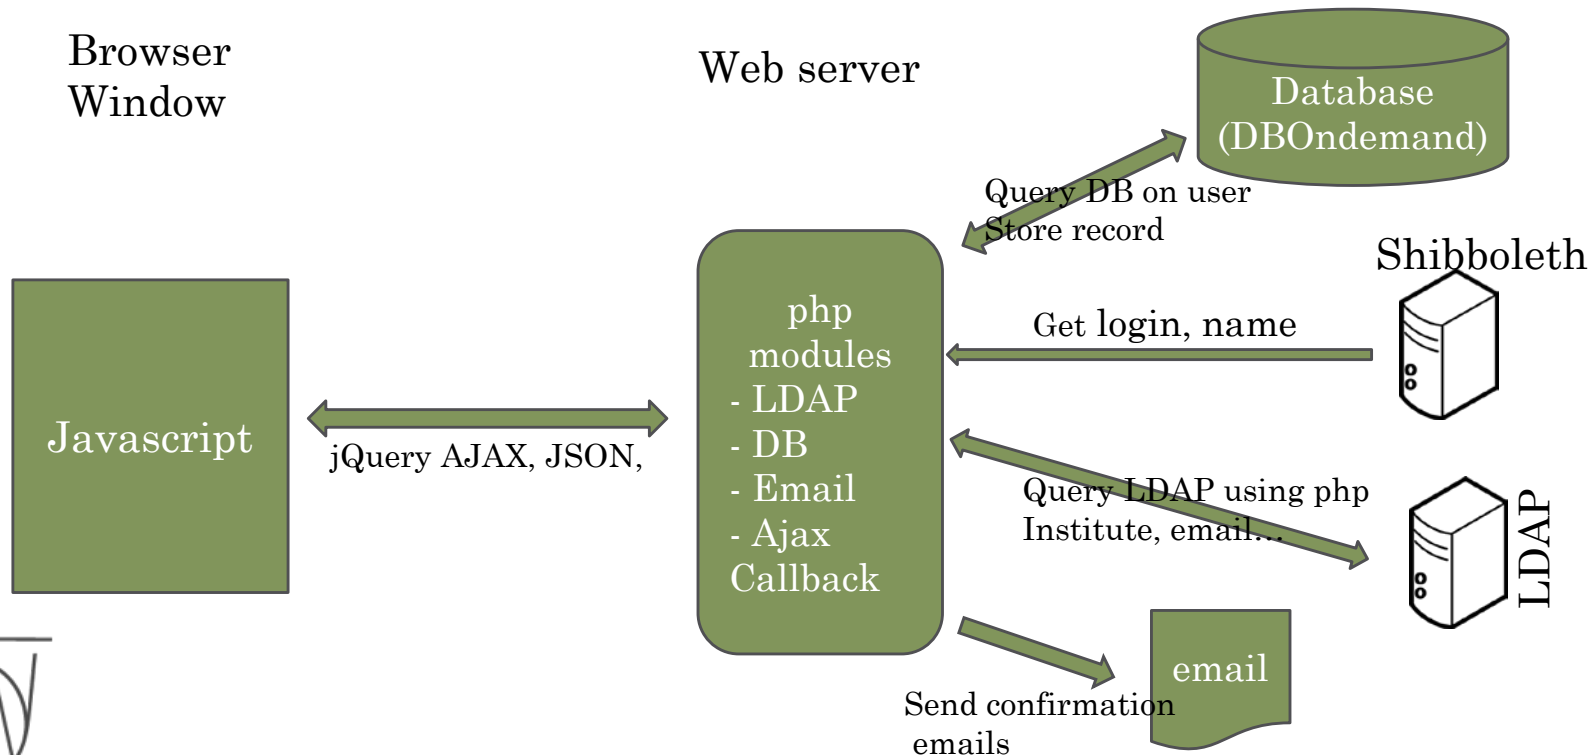 Browser
Window
Web server
Database
(DBOndemand)
Query DB on user
Store record
Shibboleth
php
modules
- LDAP
- DB
- Email
- Ajax
Callback
Get login, name
Javascript
jQuery AJAX, JSON,
Query LDAP using php
Institute, email…
LDAP
email
Send confirmation
emails